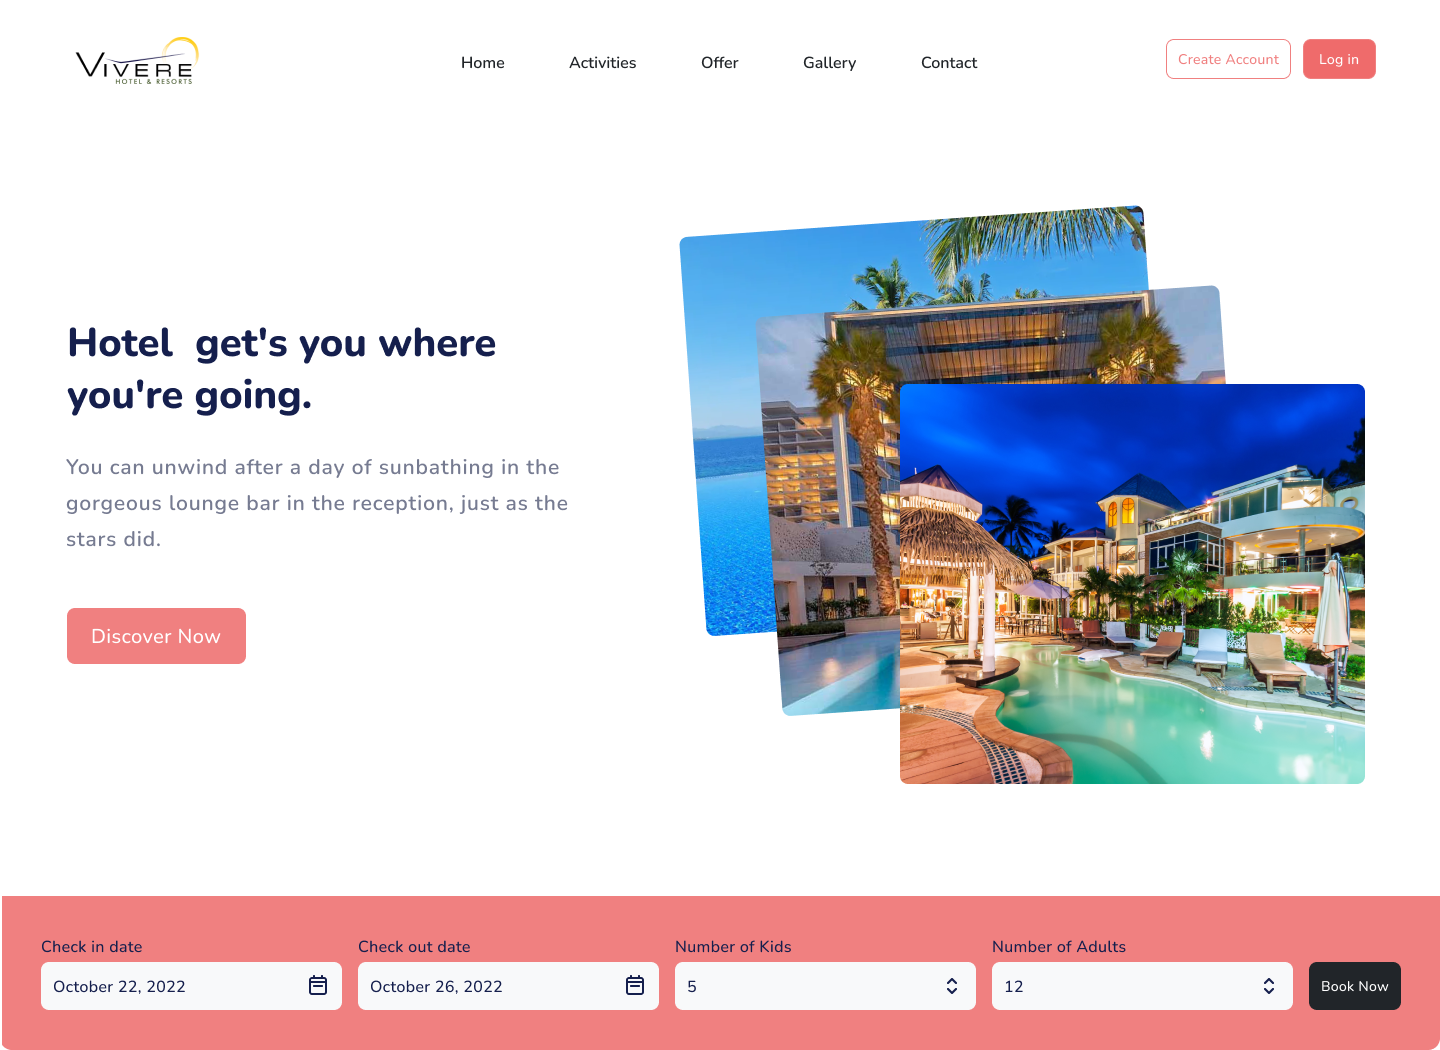 VIVERE
HOTEL & RESORTS
Home
Activities
Offer
Gallery
Contact
Create Account
Log in
Hotel  get's you where
you're going.
You can unwind after a day of sunbathing in the
gorgeous lounge bar in the reception, just as the
stars did.
Discover Now
Check in date
October 22, 2022
Check out date
October 26, 2022
Number of Kids
5
Number of Adults
12
Book Now